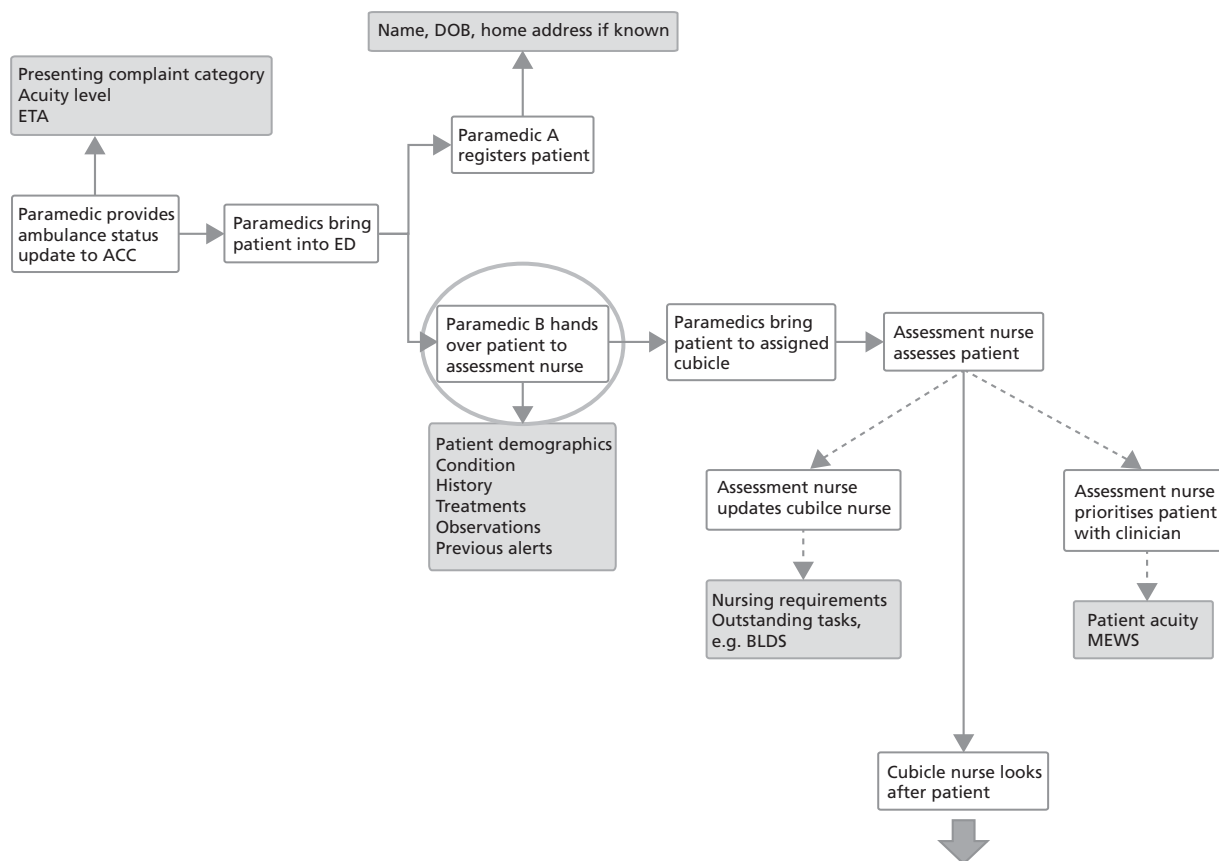 Name, DOB, home address if known
Presenting complaint category
Acuity level
ETA
Paramedic A
registers patient
Paramedic provides
ambulance status
update to ACC
Paramedics bring
patient into ED
Paramedic B hands
over patient to
assessment nurse
Paramedics bring
patient to assigned
cubicle
Assessment nurse
assesses patient
Patient demographics
Condition
History
Treatments
Observations
Previous alerts
Assessment nurse
updates cubilce nurse
Assessment nurse
prioritises patient
with clinician
Nursing requirements
Outstanding tasks,
e.g. BLDS
Patient acuity
MEWS
Cubicle nurse looks
after patient